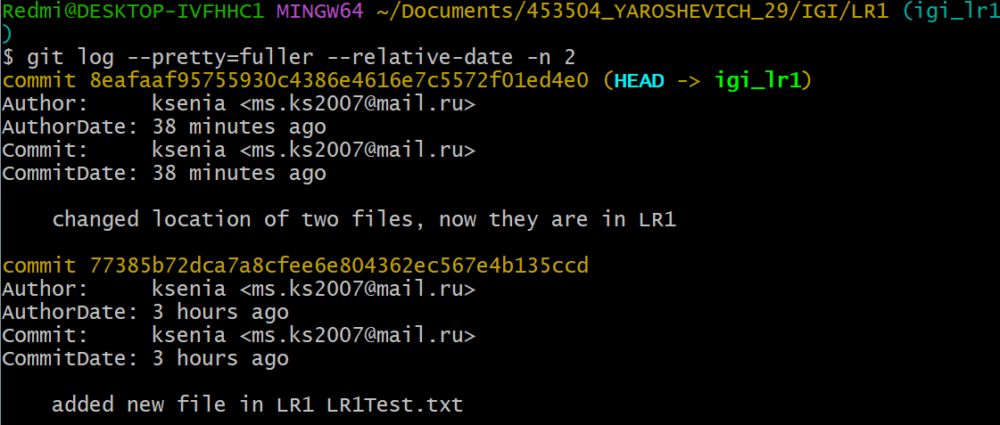 Redmi@DESKTOP-IVFHHC1 MINGW64 ~/Documents/453504_YAROSHEVICH_29/IGI/LR1 (igi_lr1
)
$ git log --pretty=fuller --relative-date -n 2
commit 8eafaaf95755930c4386e4616e7c5572f01ed4e0 (HEAD -> igi_lr1)
Author:     ksenia <ms.ks2007@mail.ru>
AuthorDate: 38 minutes ago
Commit:     ksenia <ms.ks2007@mail.ru>
CommitDate: 38 minutes ago
    changed location of two files, now they are in LR1
commit 77385b72dca7a8cfee6e804362ec567e4b135ccd
Author:     ksenia <ms.ks2007@mail.ru>
AuthorDate: 3 hours ago
Commit:     ksenia <ms.ks2007@mail.ru>
CommitDate: 3 hours ago
    added new file in LR1 LR1Test.txt